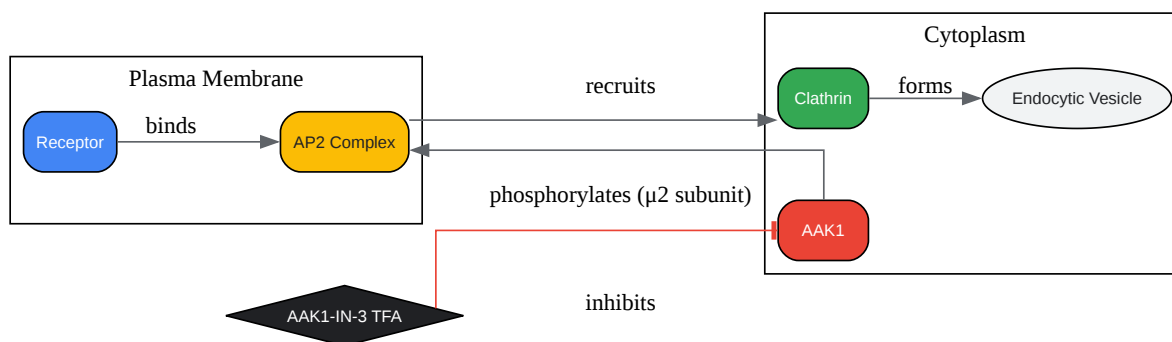 Cytoplasm
Plasma Membrane
recruits
Clathrin
forms
Endocytic Vesicle
Receptor
binds
AP2 Complex
phosphorylates (μ2 subunit)
AAK1
AAK1-IN-3 TFA
inhibits